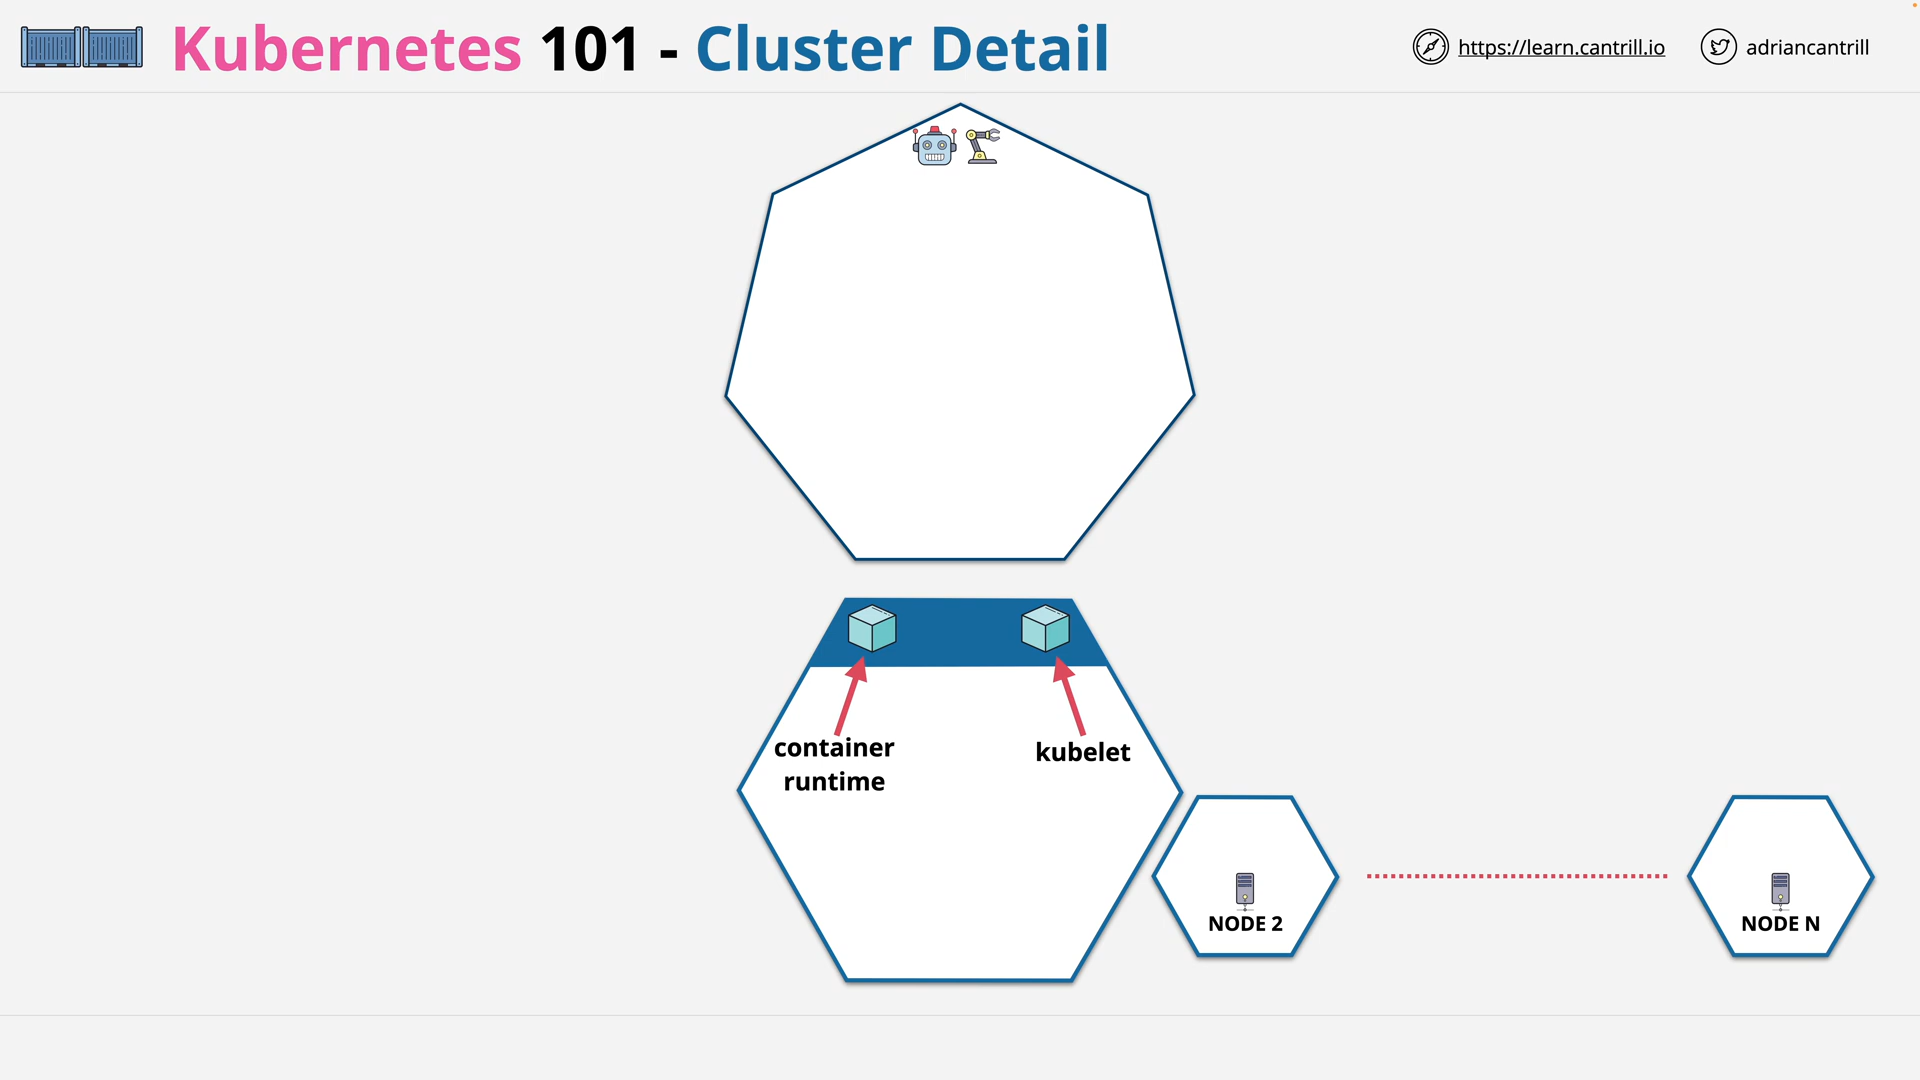 Kubernetes 101 - Cluster Detail
https://learn.cantrill.io
adriancantrill
container
runtime
kubelet
NODE 2
NODE N